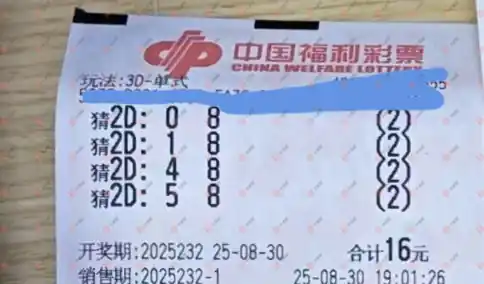 中国福利彩票
CHINA WELFARE LOTTERY
玩法:3D-单式
猜2D: 0 8 (2)
猜2D: 1 8 (2)
猜2D: 4 8 (2)
猜2D: 5 8 (2)
开奖期:2025232 25-08-30 合计16元
销售期:2025232-1 25-08-30 19:01:26